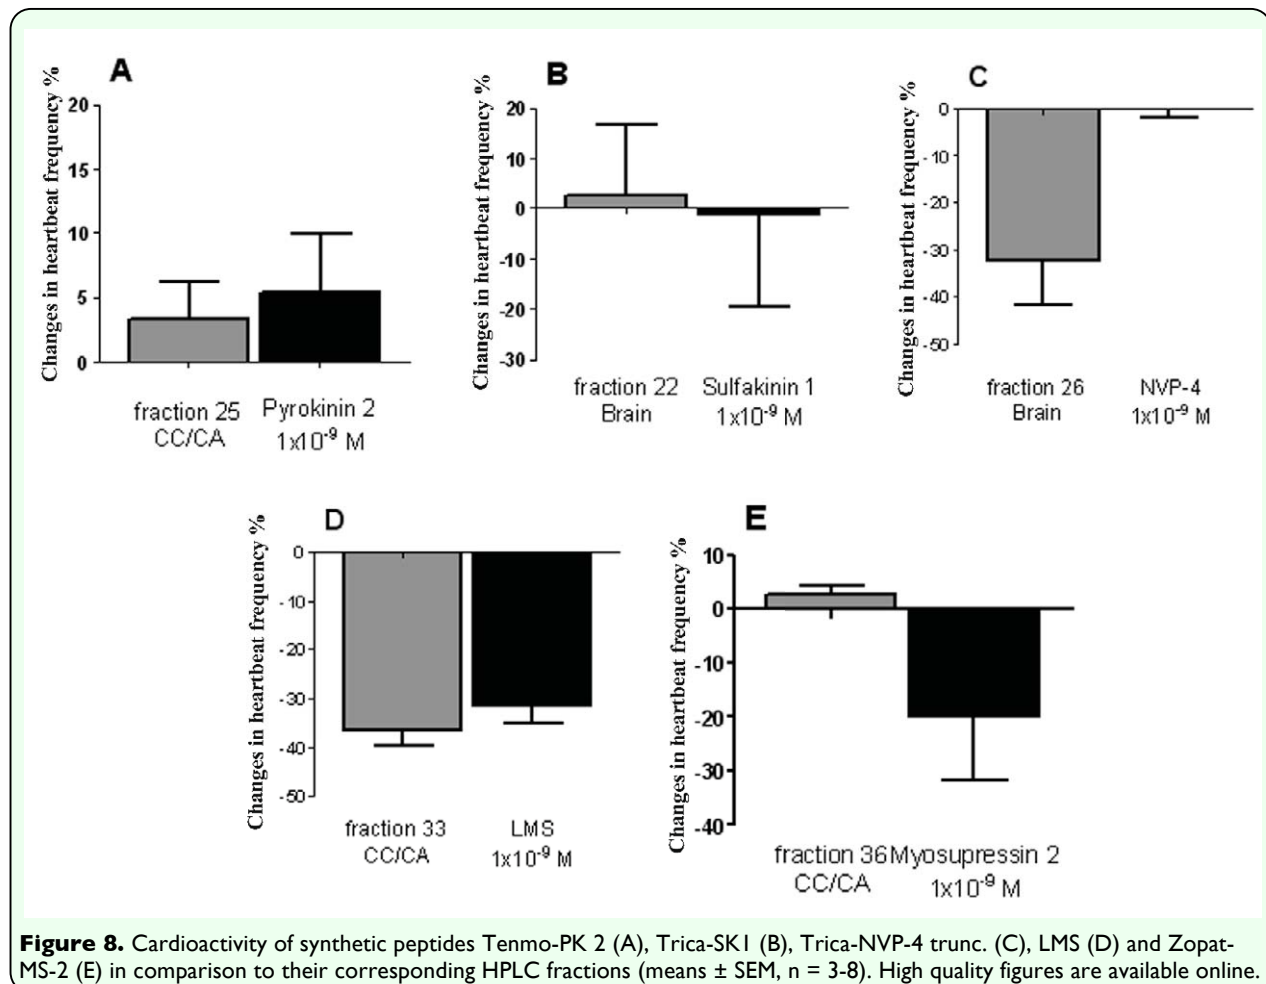 A
Changes in heartbeat frequency %
20
15
10
5
0
fraction 25
CC/CA
Pyrokinin 2
1x10⁻⁹ M
B
Changes in heartbeat frequency %
20
10
0
-10
-20
-30
fraction 22
Brain
Sulfakinin 1
1x10⁻⁹ M
C
Changes in heartbeat frequency %
0
-10
-20
-30
-40
-50
fraction 26
Brain
NVP-4
1x10⁻⁹ M
D
Changes in heartbeat frequency %
0
-10
-20
-30
-40
-50
fraction 33
CC/CA
LMS
1x10⁻⁹ M
E
Changes in heartbeat frequency %
10
0
-10
-20
-30
-40
fraction 36
CC/CA
Myosupressin 2
1x10⁻⁹ M
Figure 8. Cardioactivity of synthetic peptides Tenmo-PK 2 (A), Trica-SK1 (B), Trica-NVP-4 trunc. (C), LMS (D) and Zopat-
MS-2 (E) in comparison to their corresponding HPLC fractions (means ± SEM, n = 3-8). High quality figures are available online.